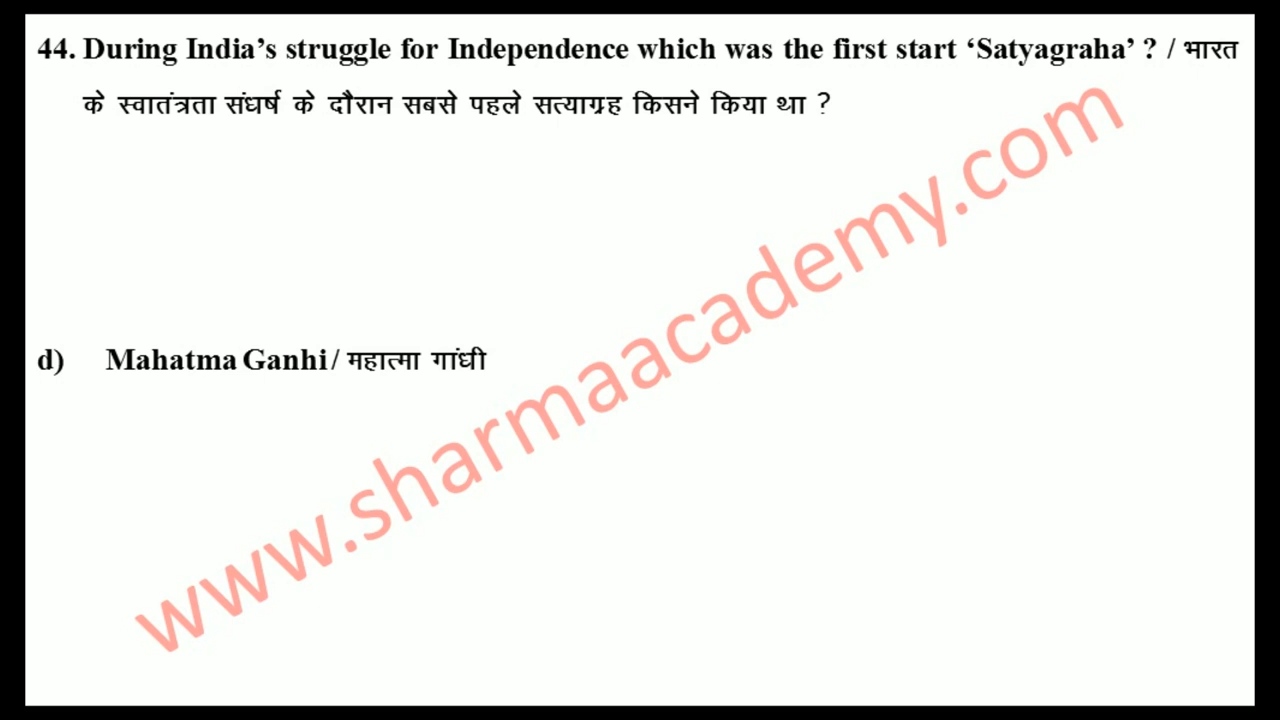 44. During India’s struggle for Independence which was the first start ‘Satyagraha’ ? / भारत
के स्वातंत्रता संघर्ष के दौरान सबसे पहले सत्याग्रह किसने किया था ?
d) Mahatma Ganhi / महात्मा गांधी
www.sharmaacademy.com